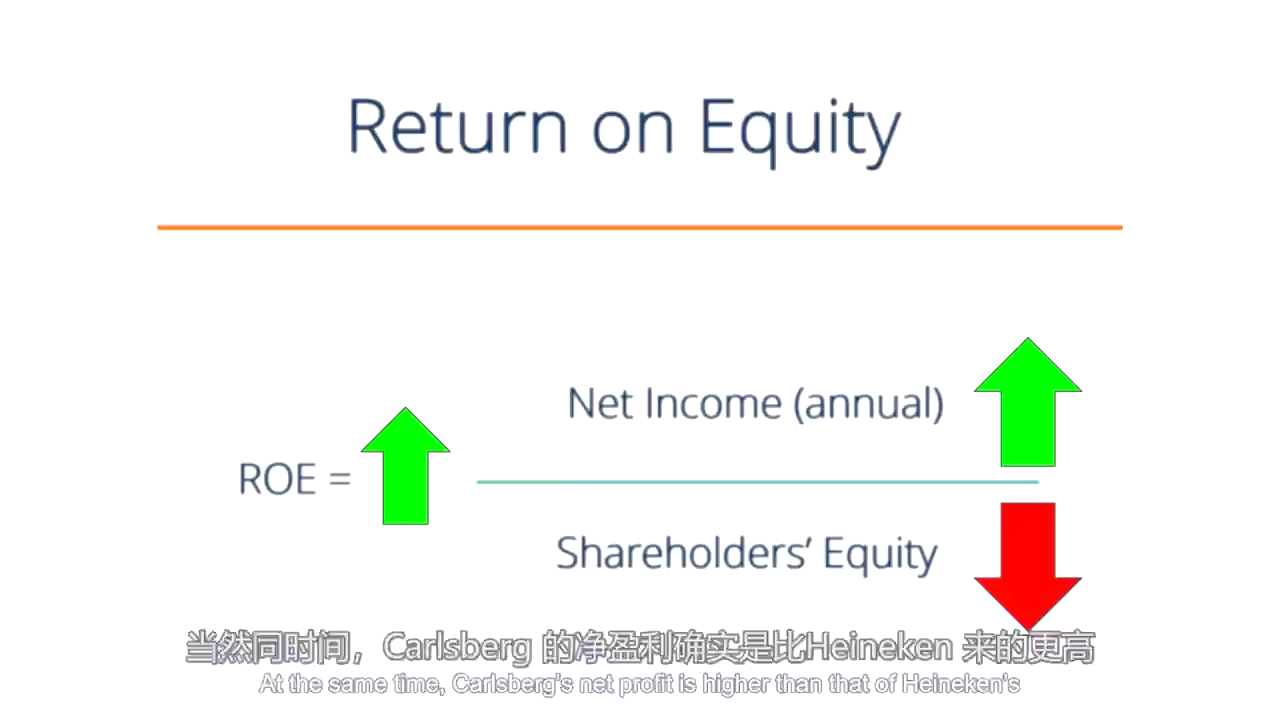 Return on Equity
Net Income (annual)
ROE =
Shareholders’ Equity
当然同时间，Carlsberg 的净盈利确实是比Heineken 来的更高
At the same time, Carlsberg's net profit is higher than that of Heineken's